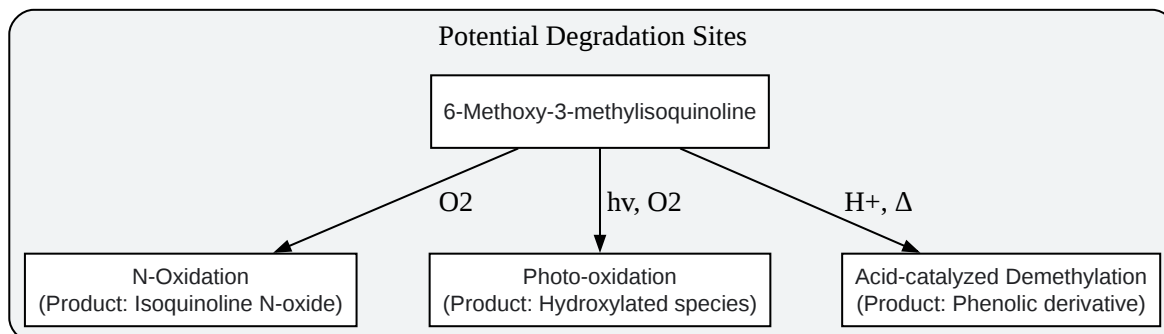 Potential Degradation Sites
6-Methoxy-3-methylisoquinoline
O2
hv, O2
H+, Δ
N-Oxidation
(Product: Isoquinoline N-oxide)
Photo-oxidation
(Product: Hydroxylated species)
Acid-catalyzed Demethylation
(Product: Phenolic derivative)